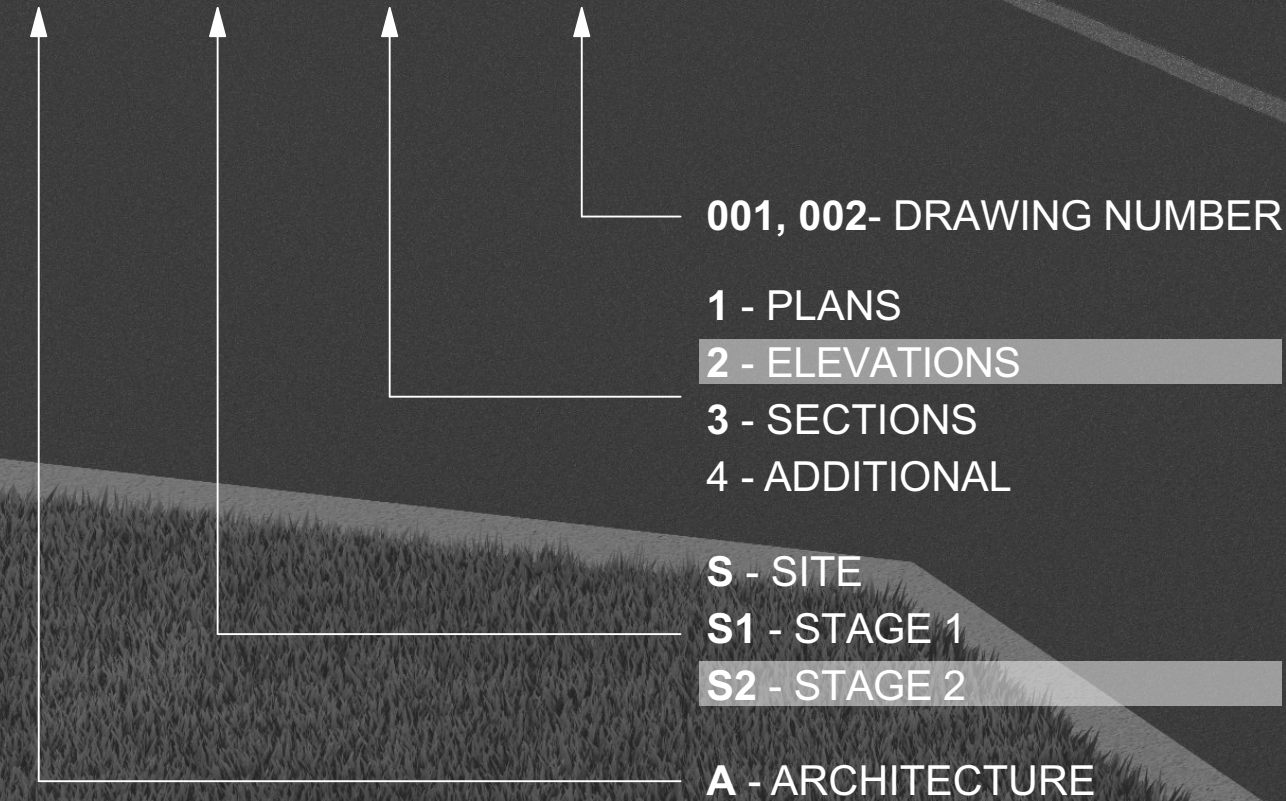 001, 002- DRAWING NUMBER
1 - PLANS
2 - ELEVATIONS
3 - SECTIONS
4 - ADDITIONAL
S - SITE
S1 - STAGE 1
S2 - STAGE 2
A - ARCHITECTURE